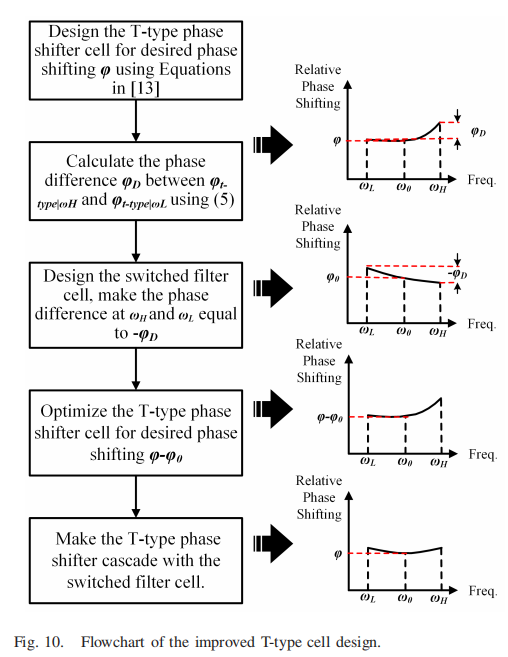 Design the T-type phase
shifter cell for desired phase
shifting φ using Equations
in [13]
Relative
Phase
Shifting
φ
φD
ωL
ω0
ωH
Freq.
Calculate the phase
difference φD between φt-
type|ωH and φt-type|ωL using (5)
Relative
Phase
Shifting
φ0
-φD
ωL
ω0
ωH
Freq.
Design the switched filter
cell, make the phase
difference at ωH and ωL equal
to -φD
Relative
Phase
Shifting
φ-φ0
ωL
ω0
ωH
Freq.
Optimize the T-type phase
shifter cell for desired phase
shifting φ-φ0
Relative
Phase
Shifting
φ
ωL
ω0
ωH
Freq.
Make the T-type phase
shifter cascade with the
switched filter cell.
Fig. 10. Flowchart of the improved T-type cell design.